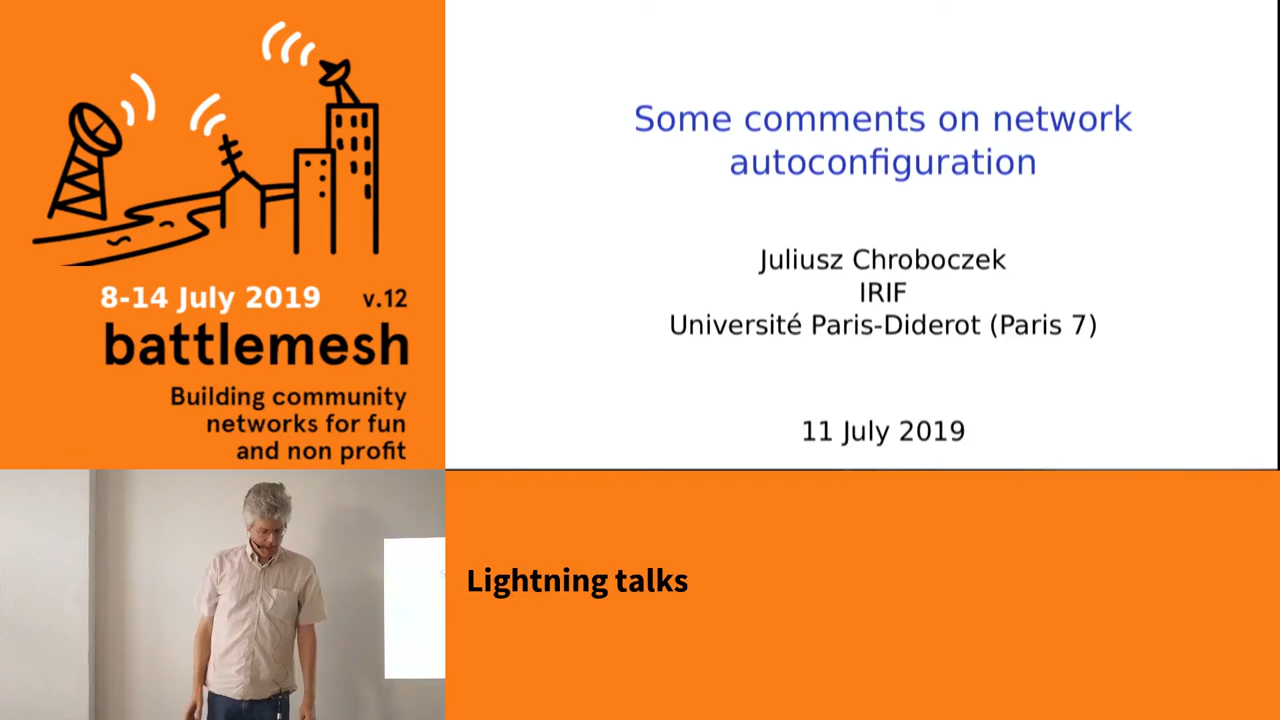 8-14 July 2019 v.12
battlemesh
Building community
networks for fun
and non profit
Some comments on network
autoconfiguration
Juliusz Chroboczek
IRIF
Université Paris-Diderot (Paris 7)
11 July 2019
Lightning talks